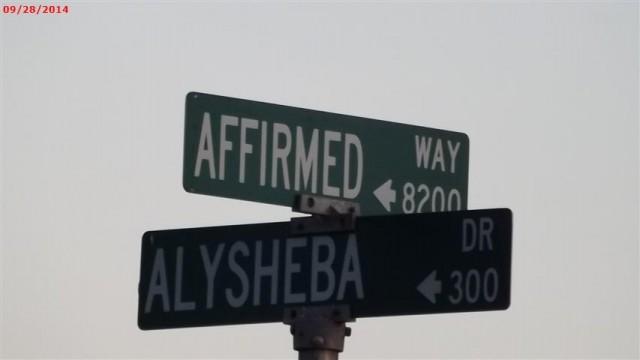 09/28/2014
AFFIRMED WAY
← 8200
ALYSHEBA DR
← 300